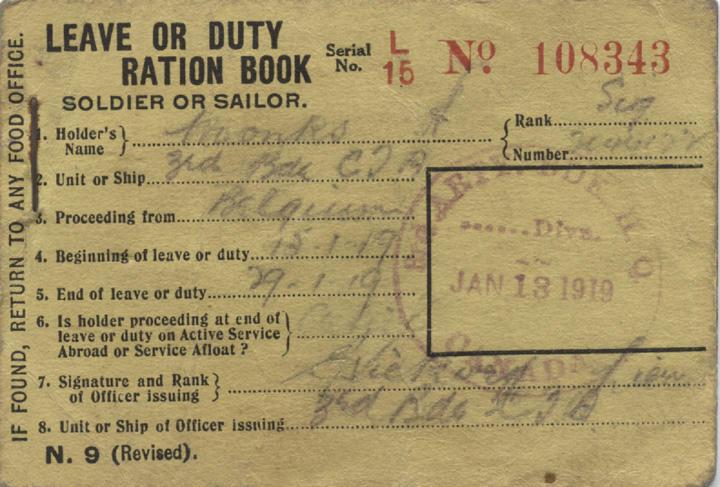 LEAVE OR DUTY
RATION BOOK
SOLDIER OR SAILOR.
Serial No. L 15 No 108343
1. Holder's Name Monks A
Rank Sig
Number
2. Unit or Ship 3rd Bde C.F.A
3. Proceeding from Belgium
4. Beginning of leave or duty 15-1-19
5. End of leave or duty 29-1-19
6. Is holder proceeding at end of
leave or duty on Active Service
Abroad or Service Afloat ?
7. Signature and Rank
of Officer issuing Lieu
8. Unit or Ship of Officer issuing 3rd Bde C.F.A
N. 9 (Revised).
IF FOUND, RETURN TO ANY FOOD OFFICE.
Divn.
JAN 13 1919